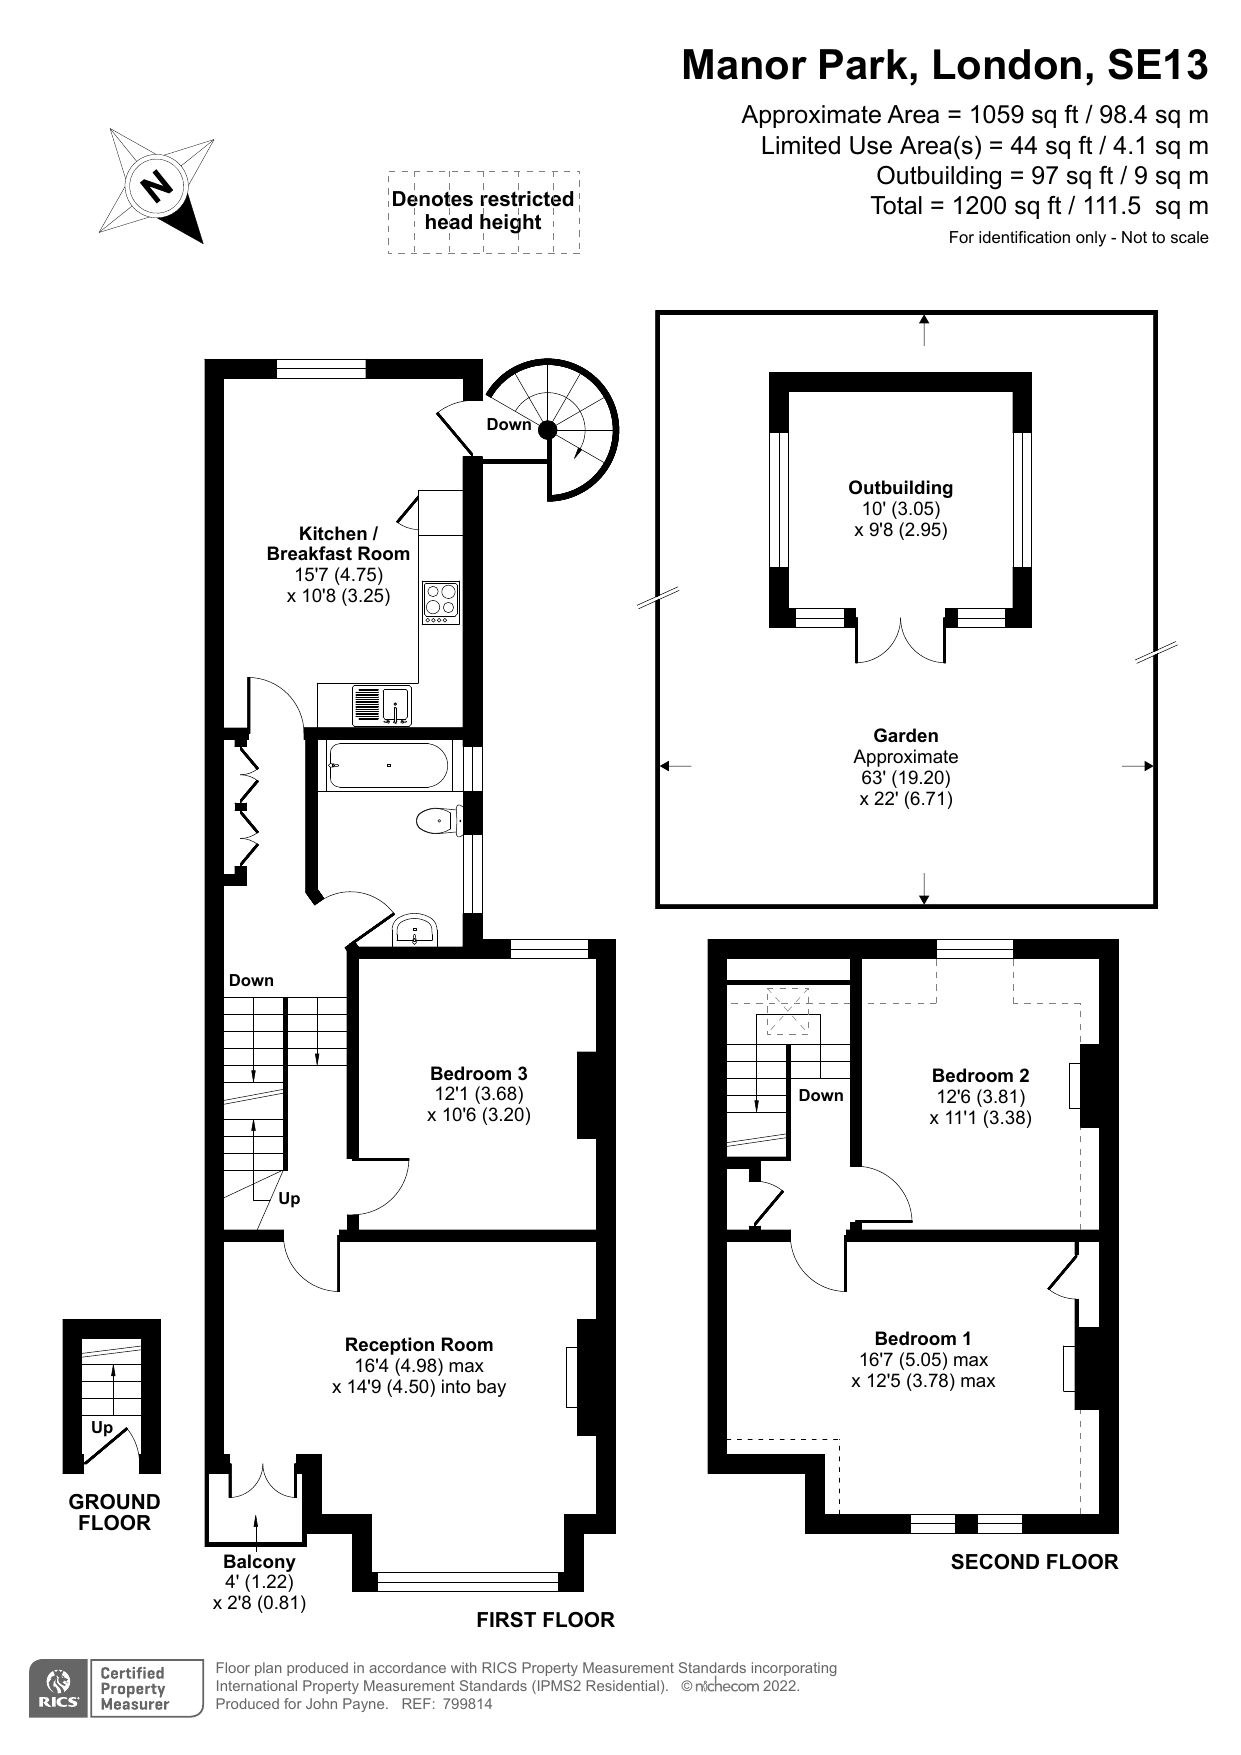 Manor Park, London, SE13
Approximate Area = 1059 sq ft / 98.4 sq m
Limited Use Area(s) = 44 sq ft / 4.1 sq m
Outbuilding = 97 sq ft / 9 sq m
Total = 1200 sq ft / 111.5 sq m
For identification only - Not to scale
N
Denotes restricted
head height
Down
Kitchen /
Breakfast Room
15'7 (4.75)
x 10'8 (3.25)
Outbuilding
10' (3.05)
x 9'8 (2.95)
Garden
Approximate
63' (19.20)
x 22' (6.71)
Down
Bedroom 3
12'1 (3.68)
x 10'6 (3.20)
Up
Bedroom 2
12'6 (3.81)
x 11'1 (3.38)
Down
Reception Room
16'4 (4.98) max
x 14'9 (4.50) into bay
Bedroom 1
16'7 (5.05) max
x 12'5 (3.78) max
Up
GROUND
FLOOR
Balcony
4' (1.22)
x 2'8 (0.81)
SECOND FLOOR
FIRST FLOOR
RICS
Certified
Property
Measurer
Floor plan produced in accordance with RICS Property Measurement Standards incorporating
International Property Measurement Standards (IPMS2 Residential). © nichecom 2022.
Produced for John Payne. REF: 799814